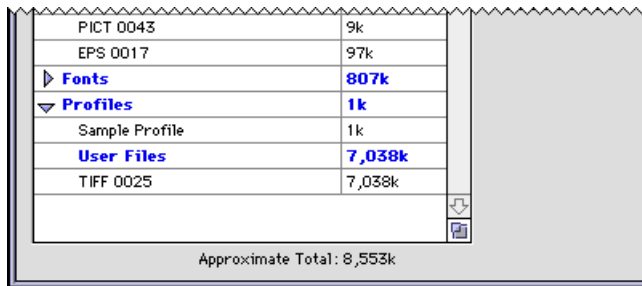 PICT 0043 9k
EPS 0017 97k
Fonts 807k
Profiles 1k
Sample Profile 1k
User Files 7,038k
TIFF 0025 7,038k
Approximate Total: 8,553k